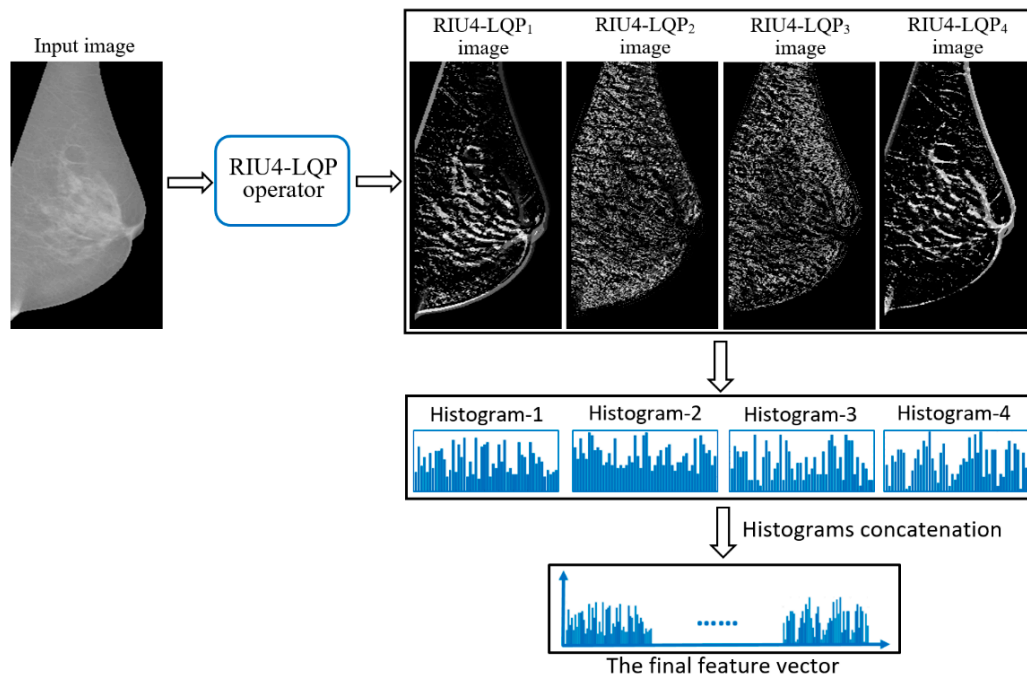 Input image
RIU4-LQP
operator
RIU4-LQP₁
image
RIU4-LQP₂
image
RIU4-LQP₃
image
RIU4-LQP₄
image
Histogram-1
Histogram-2
Histogram-3
Histogram-4
Histograms concatenation
......
The final feature vector